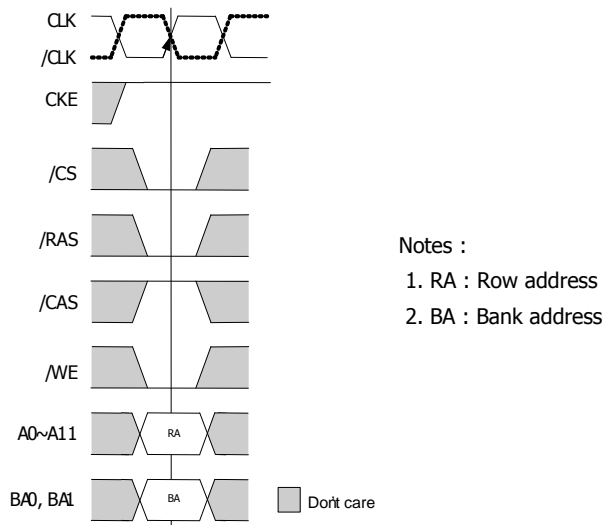 CLK
/CLK
CKE
/CS
/RAS
/CAS
/WE
A0~A11
RA
BA0, BA1
BA
Don't care
Notes :
1. RA : Row address
2. BA : Bank address